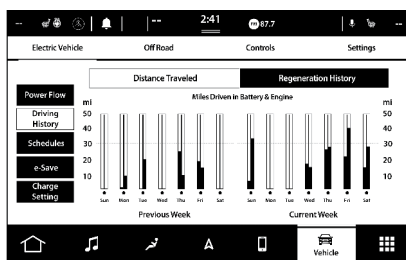 -- -- 2:41 FM 87.7 --
Electric Vehicle Off Road Controls Settings
Distance Traveled Regeneration History
Power Flow
Driving
History
Schedules
e-Save
Charge
Setting
Miles Driven in Battery & Engine
mi mi
50 50
40 40
30 30
20 20
10 10
Sun Mon Tue Wed Thu Fri Sat Sun Mon Tue Wed Thu Fri Sat
Previous Week Current Week
Vehicle